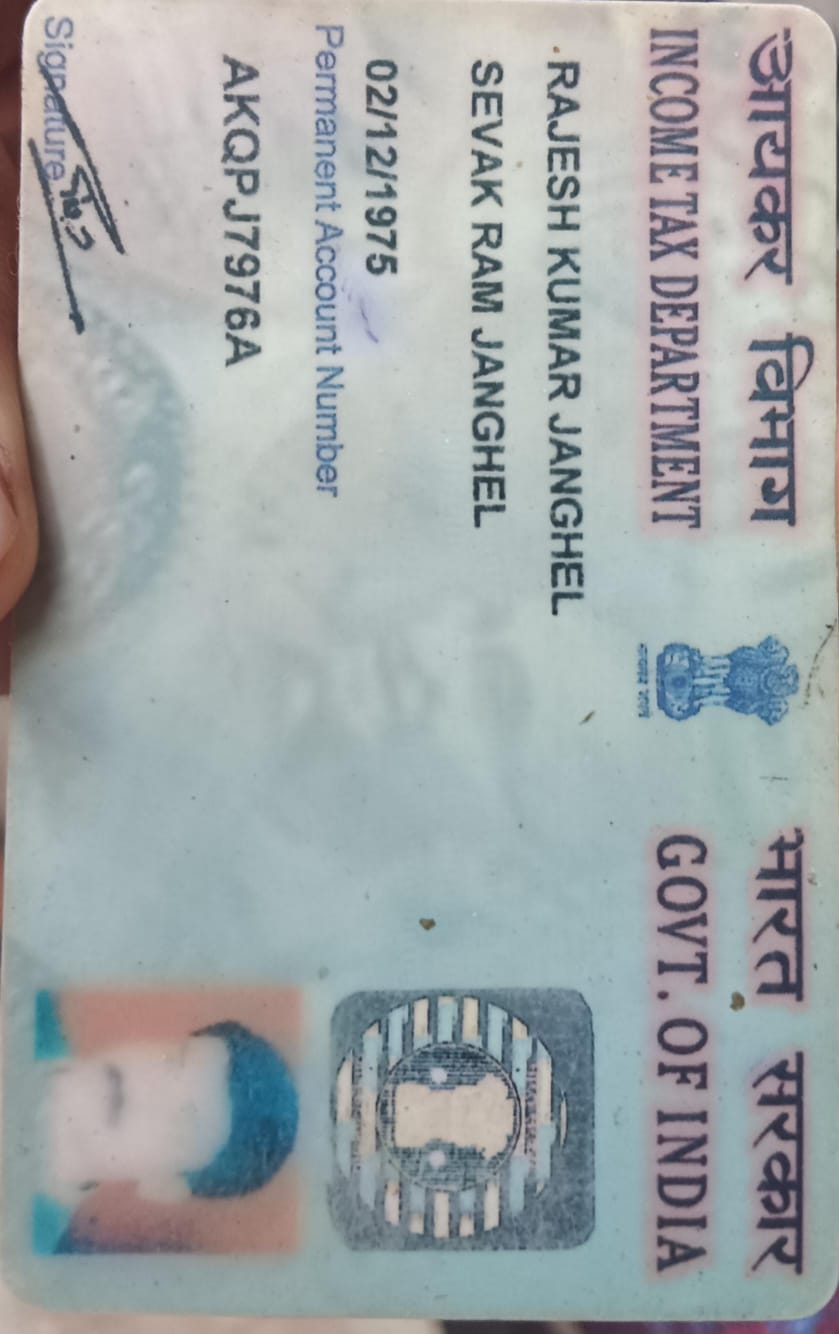 आयकर विभाग
INCOME TAX DEPARTMENT
भारत सरकार
GOVT. OF INDIA
RAJESH KUMAR JANGHEL
SEVAK RAM JANGHEL
02/12/1975
Permanent Account Number
AKQPJ7976A
Signature